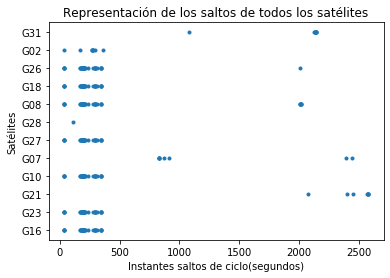 Representación de los saltos de todos los satélites
Satélites
G31
G02
G26
G18
G08
G28
G27
G07
G10
G21
G23
G16
0
500
1000
1500
2000
2500
Instantes saltos de ciclo(segundos)